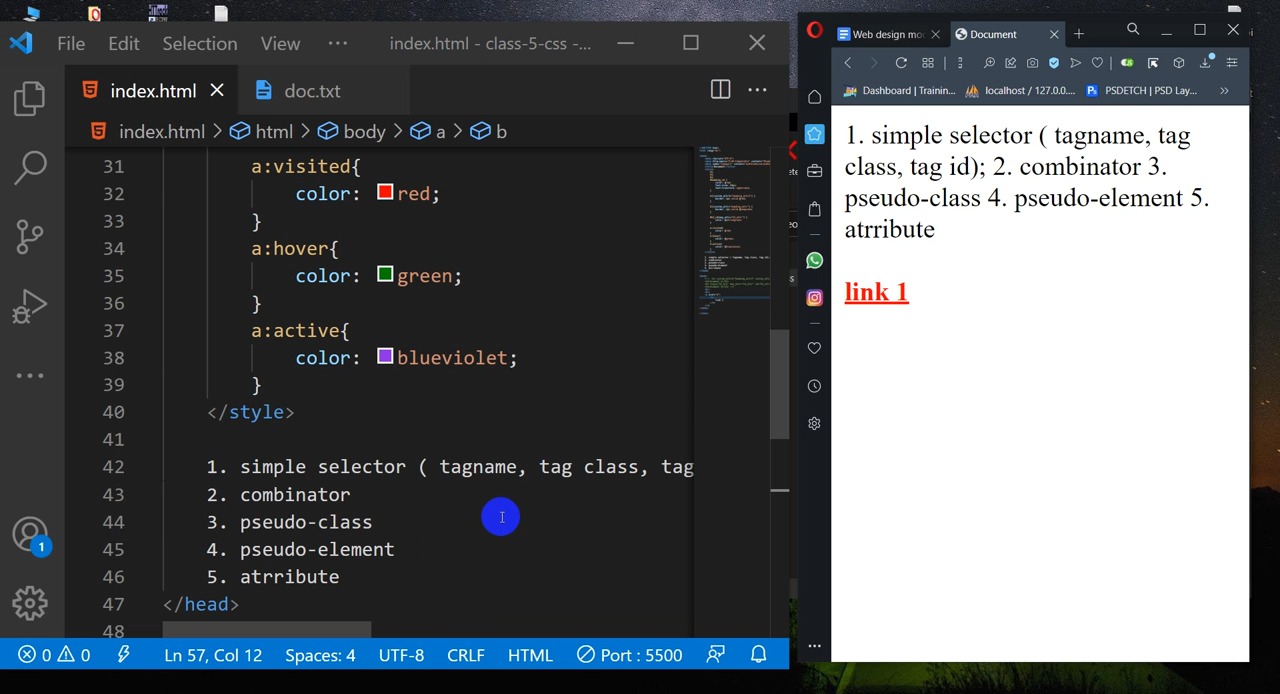 File Edit Selection View ··· index.html - class-5-css -...
index.html doc.txt
index.html > html > body > a > b
31 a:visited{
32 color: red;
33 }
34 a:hover{
35 color: green;
36 }
37 a:active{
38 color: blueviolet;
39 }
40 </style>
41
42 1. simple selector ( tagname, tag class, tag
43 2. combinator
44 3. pseudo-class
45 4. pseudo-element
46 5. atrribute
47 </head>
48
1
0 0 Ln 57, Col 12 Spaces: 4 UTF-8 CRLF HTML Port : 5500
Web design mo Document
Dashboard | Trainin... localhost / 127.0.0.... PSDETCH | PSD Lay...
1. simple selector ( tagname, tag
class, tag id); 2. combinator 3.
pseudo-class 4. pseudo-element 5.
atrribute
link 1